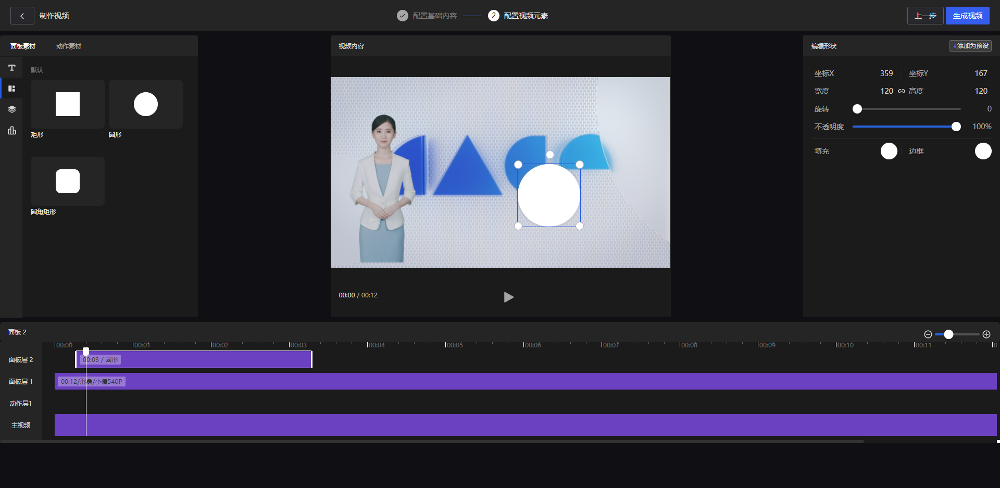 制作视频
配置基础内容
2 配置视频元素
上一步
生成视频
面板素材 动作素材
默认
矩形 圆形
圆角矩形
视频内容
00:00 / 00:12
编辑形状 +添加为预设
坐标X 359 坐标Y 167
宽度 120 高度 120
旋转 0
不透明度 100%
填充 边框
面板 2
00:00 00:01 00:02 00:03 00:04 00:05 00:06 00:07 00:08 00:09 00:10 00:11 0
面板层 2 00:03 / 圆形
面板层 1 00:12/形象/小倩540P
动作层1
主视频